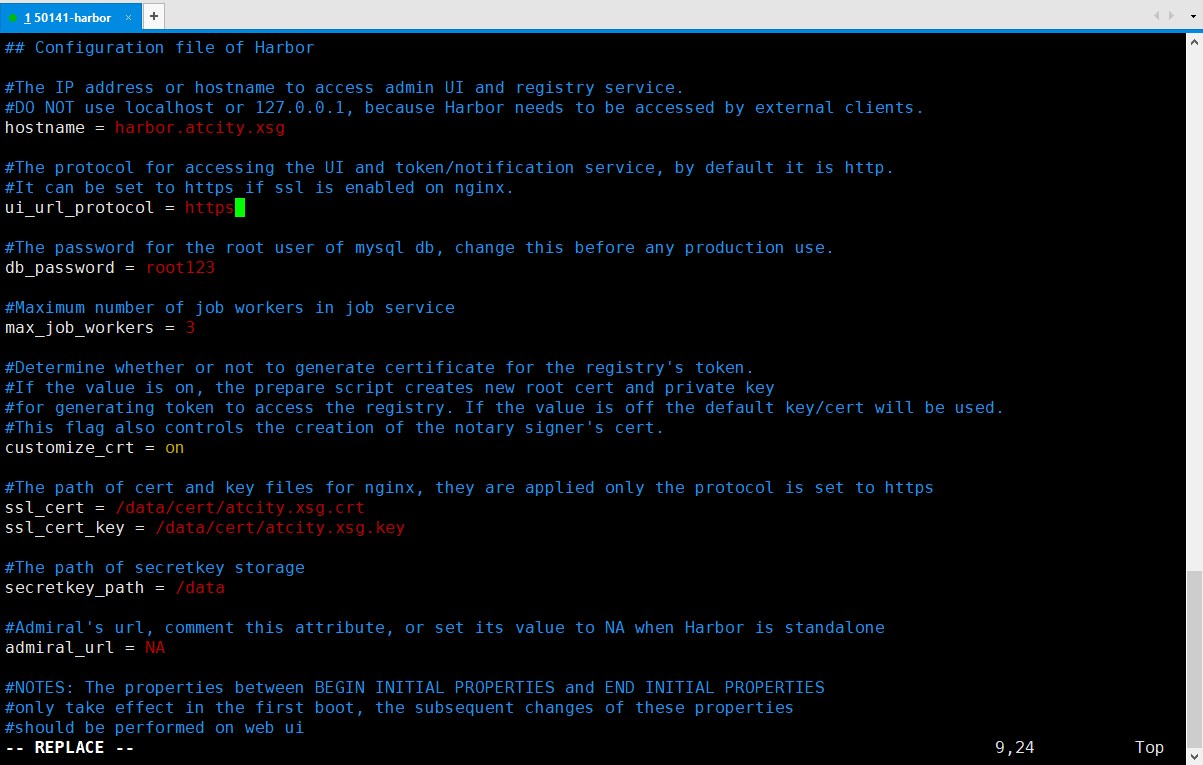 1 50141-harbor × +
## Configuration file of Harbor
#The IP address or hostname to access admin UI and registry service.
#DO NOT use localhost or 127.0.0.1, because Harbor needs to be accessed by external clients.
hostname = harbor.atcity.xsg
#The protocol for accessing the UI and token/notification service, by default it is http.
#It can be set to https if ssl is enabled on nginx.
ui_url_protocol = https
#The password for the root user of mysql db, change this before any production use.
db_password = root123
#Maximum number of job workers in job service
max_job_workers = 3
#Determine whether or not to generate certificate for the registry's token.
#If the value is on, the prepare script creates new root cert and private key
#for generating token to access the registry. If the value is off the default key/cert will be used.
#This flag also controls the creation of the notary signer's cert.
customize_crt = on
#The path of cert and key files for nginx, they are applied only the protocol is set to https
ssl_cert = /data/cert/atcity.xsg.crt
ssl_cert_key = /data/cert/atcity.xsg.key
#The path of secretkey storage
secretkey_path = /data
#Admiral's url, comment this attribute, or set its value to NA when Harbor is standalone
admiral_url = NA
#NOTES: The properties between BEGIN INITIAL PROPERTIES and END INITIAL PROPERTIES
#only take effect in the first boot, the subsequent changes of these properties
#should be performed on web ui
-- REPLACE -- 9,24 Top